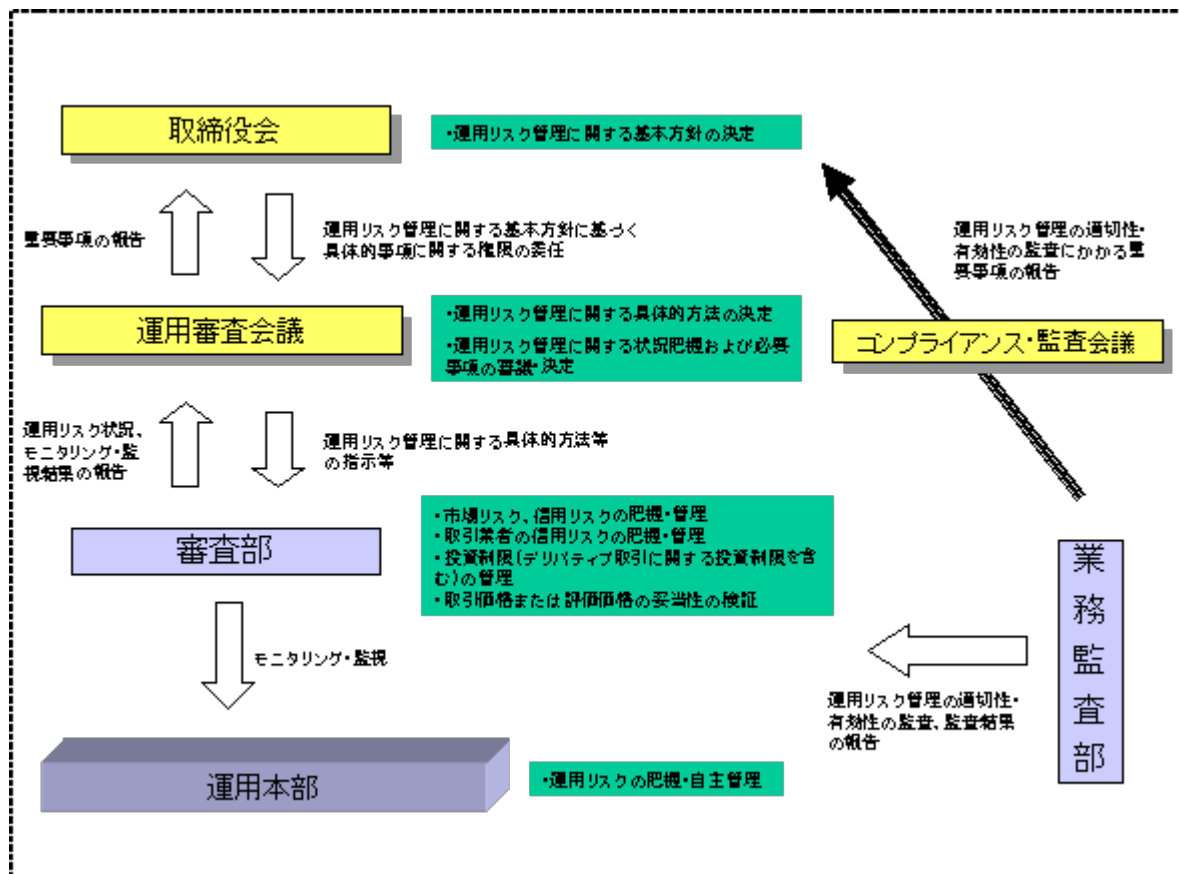 取締役会
・運用リスク管理に関する基本方針の決定
重要事項の報告
運用リスク管理に関する基本方針に基づく
具体的事項に関する権限の委任
運用リスク管理の適切性・
有効性の監査にかかる重
要事項の報告
運用審査会議
・運用リスク管理に関する具体的方法の決定
・運用リスク管理に関する状況把握および必要
事項の審議・決定
コンプライアンス・監査会議
運用リスク状況、
モニタリング・監
視結果の報告
運用リスク管理に関する具体的方法等
の指示等
審査部
・市場リスク、信用リスクの把握・管理
・取引業者の信用リスクの把握・管理
・投資制限(デリバティブ取引に関する投資制限を含
む)の管理
・取引価格または評価価格の妥当性の検証
業務監査部
モニタリング・監視
運用リスク管理の適切性・
有効性の監査、監査結果
の報告
運用本部
・運用リスクの把握・自主管理